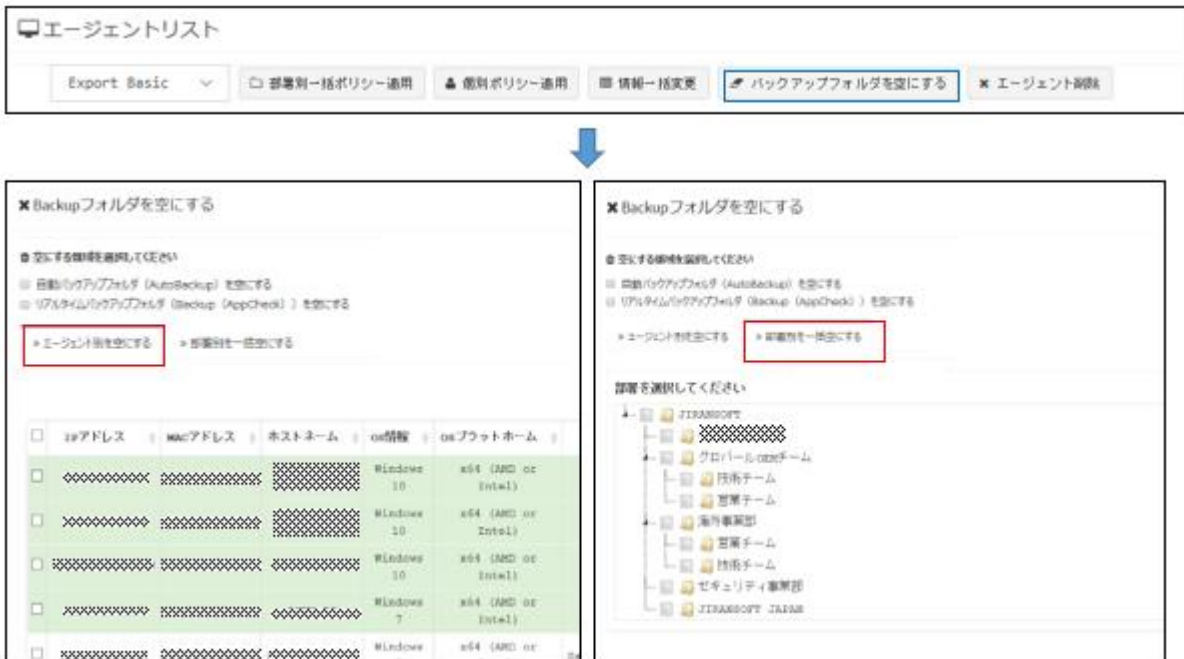 エージェントリスト
Export Basic 部署別一括ポリシー適用 個別ポリシー適用 情報一括変更 バックアップフォルダを空にする エージェント削除
Backupフォルダを空にする
空にする領域を選択してください
自動バックアップフォルダ (AutoBackup) を空にする
リアルタイムバックアップフォルダ (Backup (AppCheck) ) を空にする
» エージェント別を空にする » 部署別を一括空にする
IPアドレス MACアドレス ホストネーム OS情報 OSプラットホーム
Windows 10 x64 (AMD or Intel)
Windows 10 x64 (AMD or Intel)
Windows 10 x64 (AMD or Intel)
Windows 7 x64 (AMD or Intel)
Windows x64 (AMD or
Backupフォルダを空にする
空にする領域を選択してください
自動バックアップフォルダ (AutoBackup) を空にする
リアルタイムバックアップフォルダ (Backup (AppCheck) ) を空にする
» エージェント別を空にする » 部署別を一括空にする
部署を選択してください
JIRANSOFT
グロバールOEMチーム
技術チーム
営業チーム
海外事業部
営業チーム
技術チーム
セキュリティ事業部
JIRANSOFT JAPAN